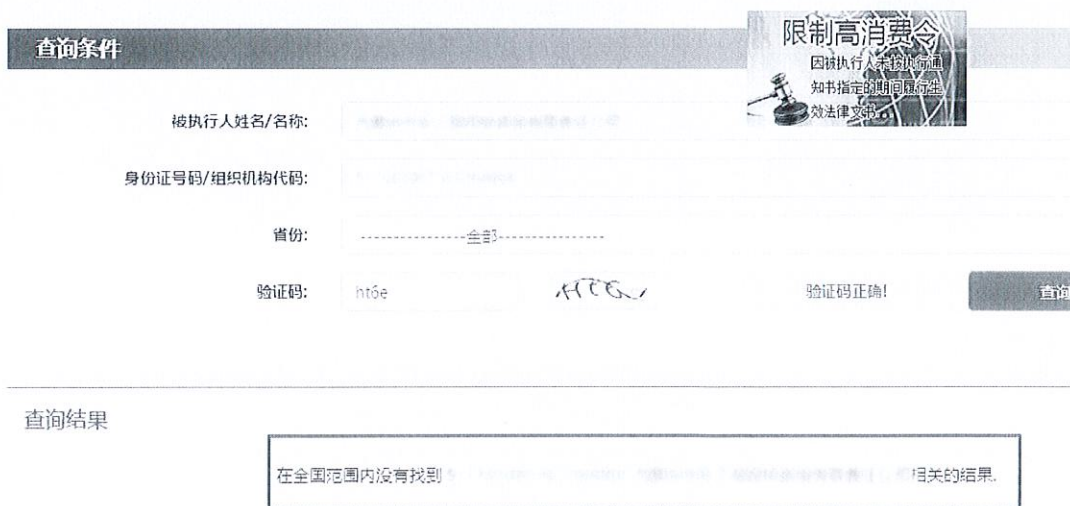 限制高消费令
因被执行人未按执行通
知书指定的期间履行生
效法律文书
查询条件
被执行人姓名/名称:
身份证号码/组织机构代码:
省份:
----------------全部----------------
验证码:
ht6e
验证码正确!
查询
查询结果
在全国范围内没有找到
相关的结果.